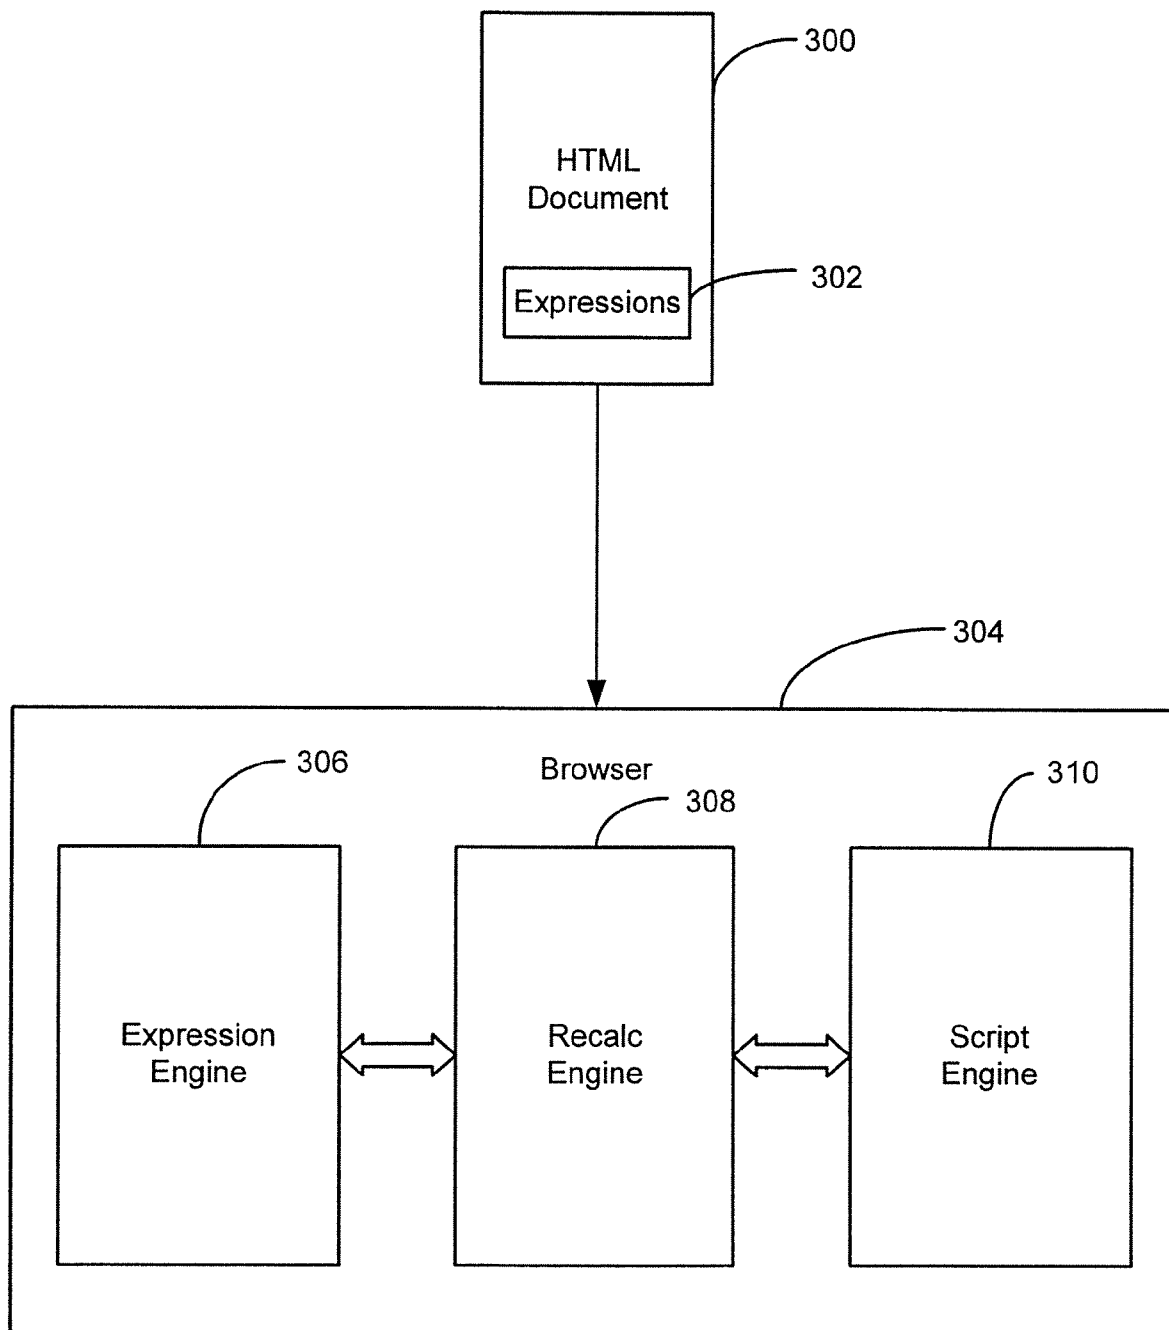 300
HTML
Document
302
Expressions
304
306
Browser
308
310
Expression
Engine
Recalc
Engine
Script
Engine